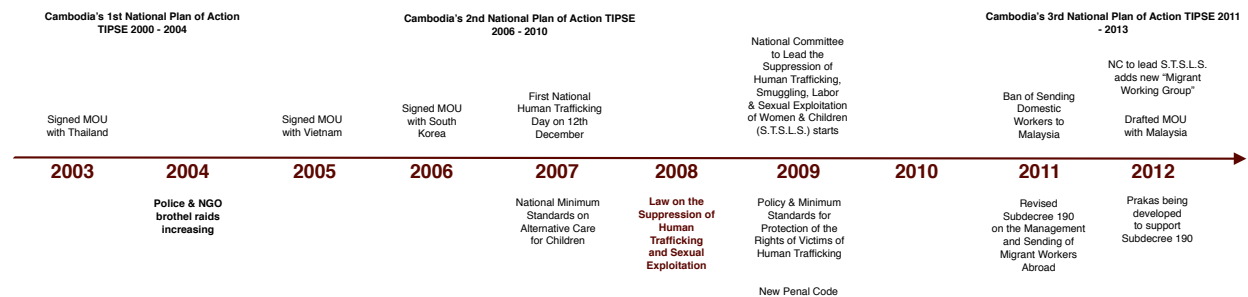 Cambodia's 1st National Plan of Action
TIPSE 2000 - 2004
Cambodia's 2nd National Plan of Action TIPSE
2006 - 2010
Cambodia's 3rd National Plan of Action TIPSE 2011
- 2013
Signed MOU
with Thailand
Signed MOU
with Vietnam
Signed MOU
with South
Korea
First National
Human Trafficking
Day on 12th
December
National Committee
to Lead the
Suppression of
Human Trafficking,
Smuggling, Labor
& Sexual Exploitation
of Women & Children
(S.T.S.L.S.) starts
Ban of Sending
Domestic
Workers to
Malaysia
NC to lead S.T.S.L.S.
adds new "Migrant
Working Group"
Drafted MOU
with Malaysia
2003
2004
2005
2006
2007
2008
2009
2010
2011
2012
Police & NGO
brothel raids
increasing
National Minimum
Standards on
Alternative Care
for Children
Law on the
Suppression of
Human
Trafficking
and Sexual
Exploitation
Policy & Minimum
Standards for
Protection of the
Rights of Victims of
Human Trafficking
New Penal Code
Revised
Subdecree 190
on the Management
and Sending of
Migrant Workers
Abroad
Prakas being
developed
to support
Subdecree 190